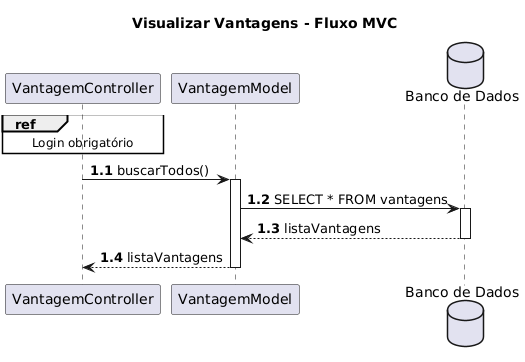 Visualizar Vantagens - Fluxo MVC
VantagemController
VantagemModel
Banco de Dados
ref
Login obrigatório
1.1 buscarTodos()
1.2 SELECT * FROM vantagens
1.3 listaVantagens
1.4 listaVantagens
VantagemController
VantagemModel
Banco de Dados